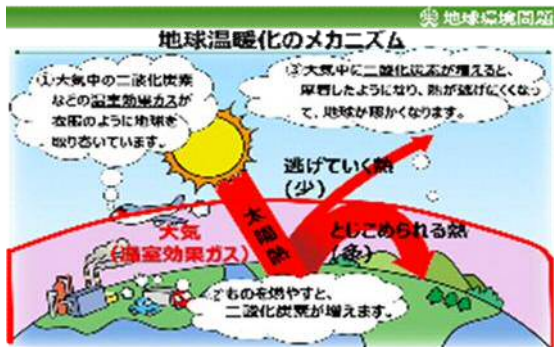 地球環境問題
地球温暖化のメカニズム
①大気中の二酸化炭素
などの温室効果ガスが
衣服のように地球を
取り巻いています。
③大気中に二酸化炭素が増えると、
厚着したようになり、熱が逃げにくくなっ
て、地球が暖かくなります。
逃げていく熱
(少)
太陽熱
大気
(温室効果ガス)
とじこめられる熱
(多)
②ものを燃やすと、
二酸化炭素が増えます。